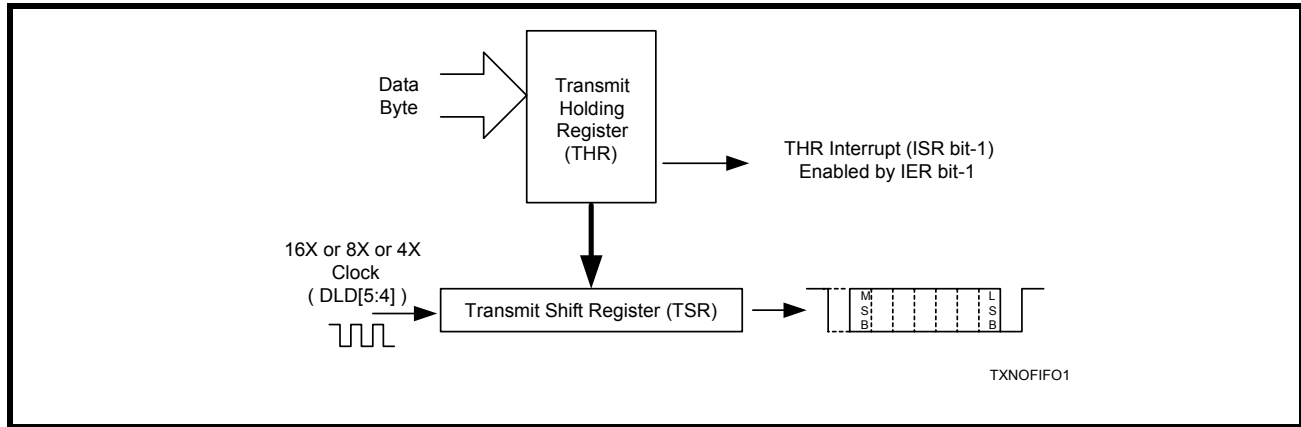 Data
Byte
Transmit
Holding
Register
(THR)
THR Interrupt (ISR bit-1)
Enabled by IER bit-1
16X or 8X or 4X
Clock
( DLD[5:4] )
Transmit Shift Register (TSR)
M
S
B
L
S
B
TXNOFIFO1